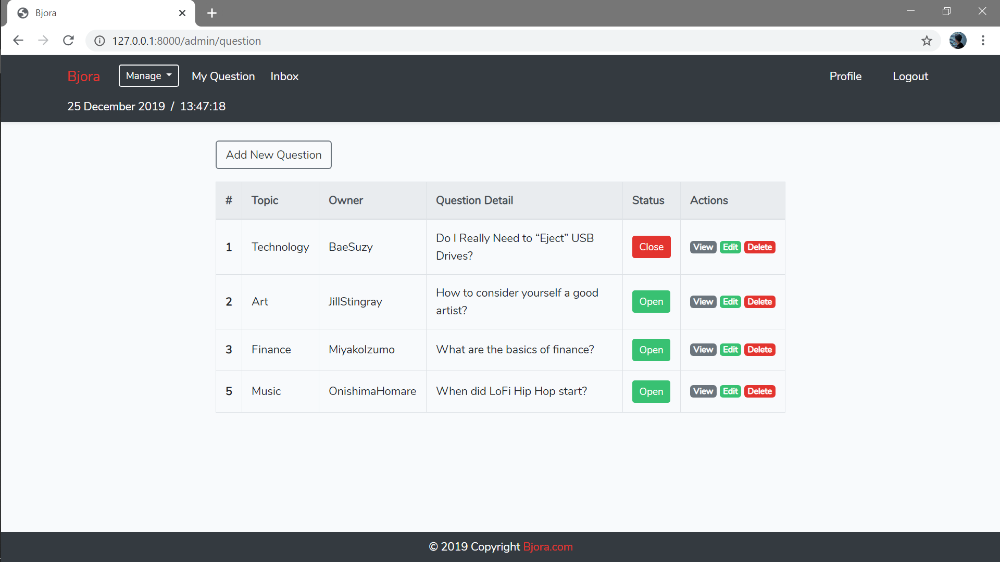 Bjora
127.0.0.1:8000/admin/question
Bjora Manage My Question Inbox Profile Logout
25 December 2019 / 13:47:18
Add New Question
# Topic Owner Question Detail Status Actions
1 Technology BaeSuzy Do I Really Need to “Eject” USB Drives? Close View Edit Delete
2 Art JillStingray How to consider yourself a good artist? Open View Edit Delete
3 Finance MiyakoIzumo What are the basics of finance? Open View Edit Delete
5 Music OnishimaHomare When did LoFi Hip Hop start? Open View Edit Delete
© 2019 Copyright Bjora.com